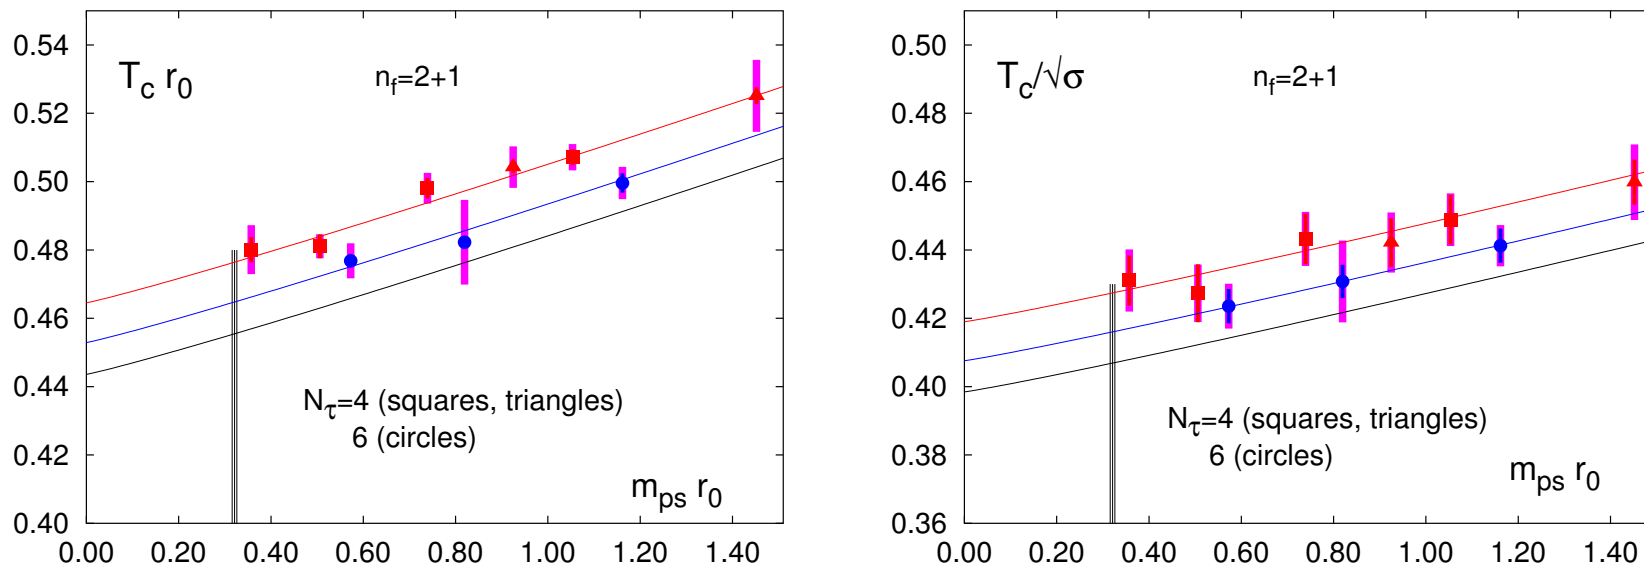 T_c r_0
n_f=2+1
0.54
0.52
0.50
0.48
0.46
0.44
0.42
0.40
N_τ=4 (squares, triangles)
6 (circles)
m_ps r_0
0.00 0.20 0.40 0.60 0.80 1.00 1.20 1.40
T_c/√σ
n_f=2+1
0.50
0.48
0.46
0.44
0.42
0.40
0.38
0.36
N_τ=4 (squares, triangles)
6 (circles)
m_ps r_0
0.00 0.20 0.40 0.60 0.80 1.00 1.20 1.40